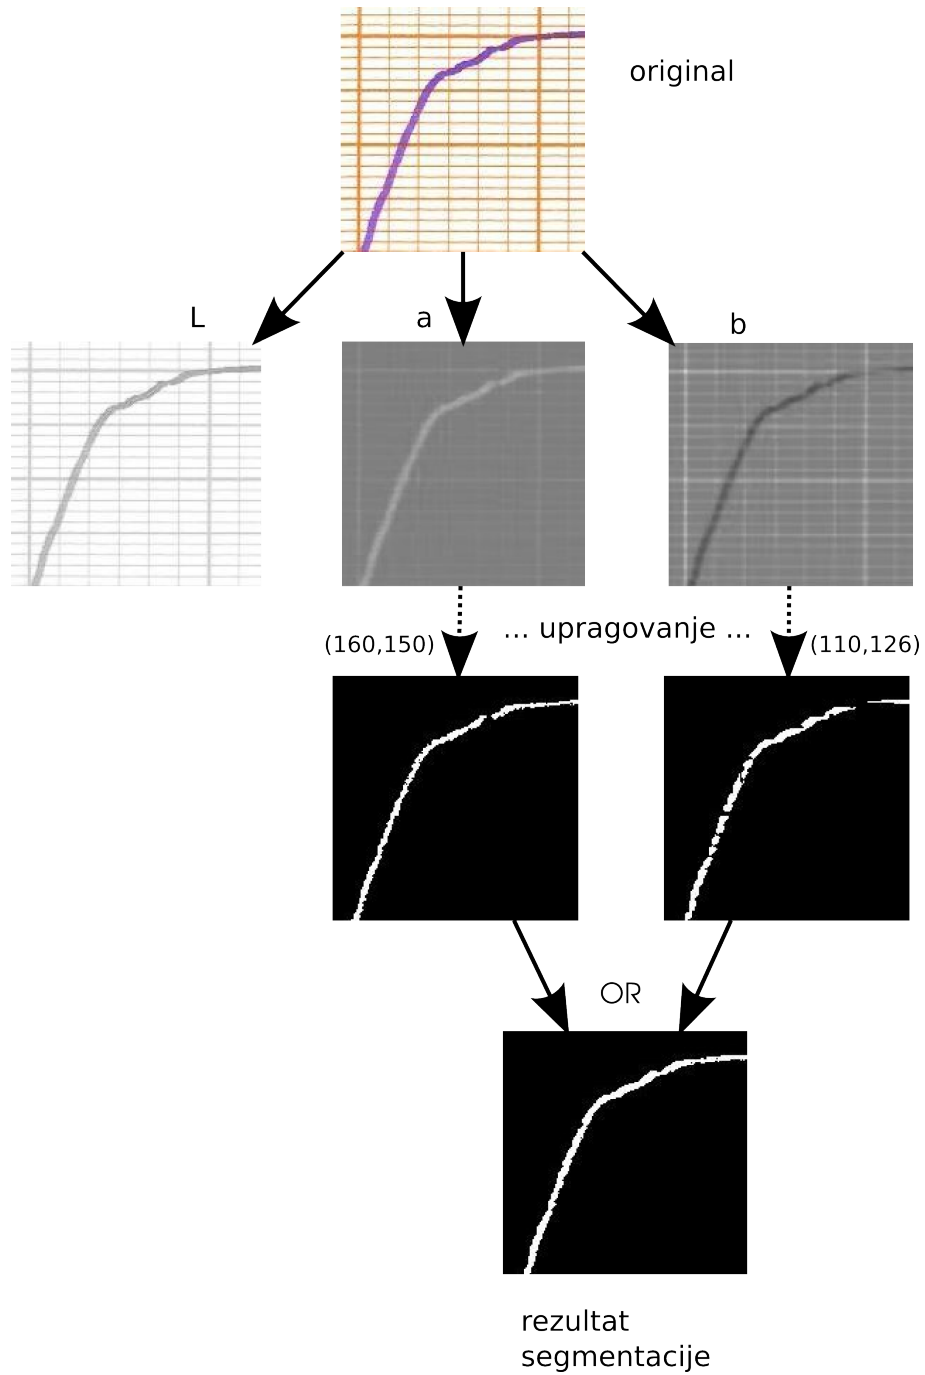 original
L
a
b
... upragovanje ...
(160,150)
(110,126)
OR
rezultat
segmentacije